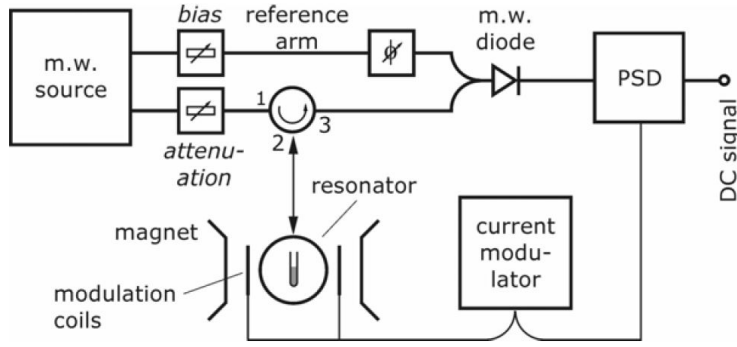 bias
reference
arm
m.w.
diode
m.w.
source
PSD
DC signal
1
2
3
attenu-
ation
resonator
magnet
current
modu-
lator
modulation
coils